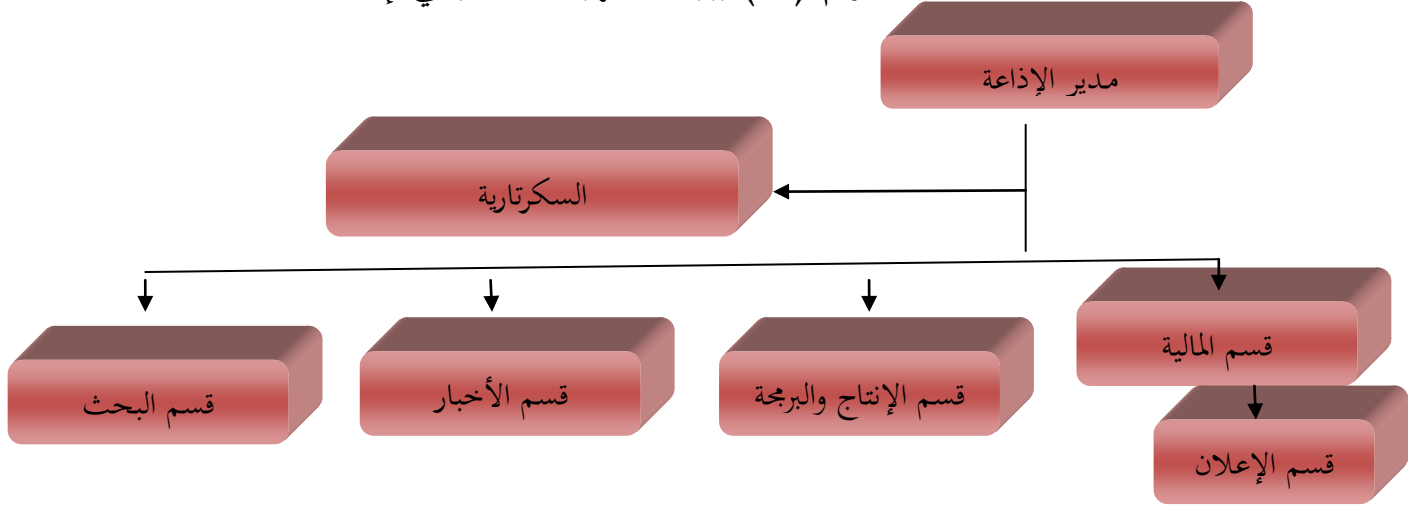 مدير الإذاعة
السكرتارية
قسم المالية
قسم الإنتاج والبرمجة
قسم الأخبار
قسم البحث
قسم الإعلان